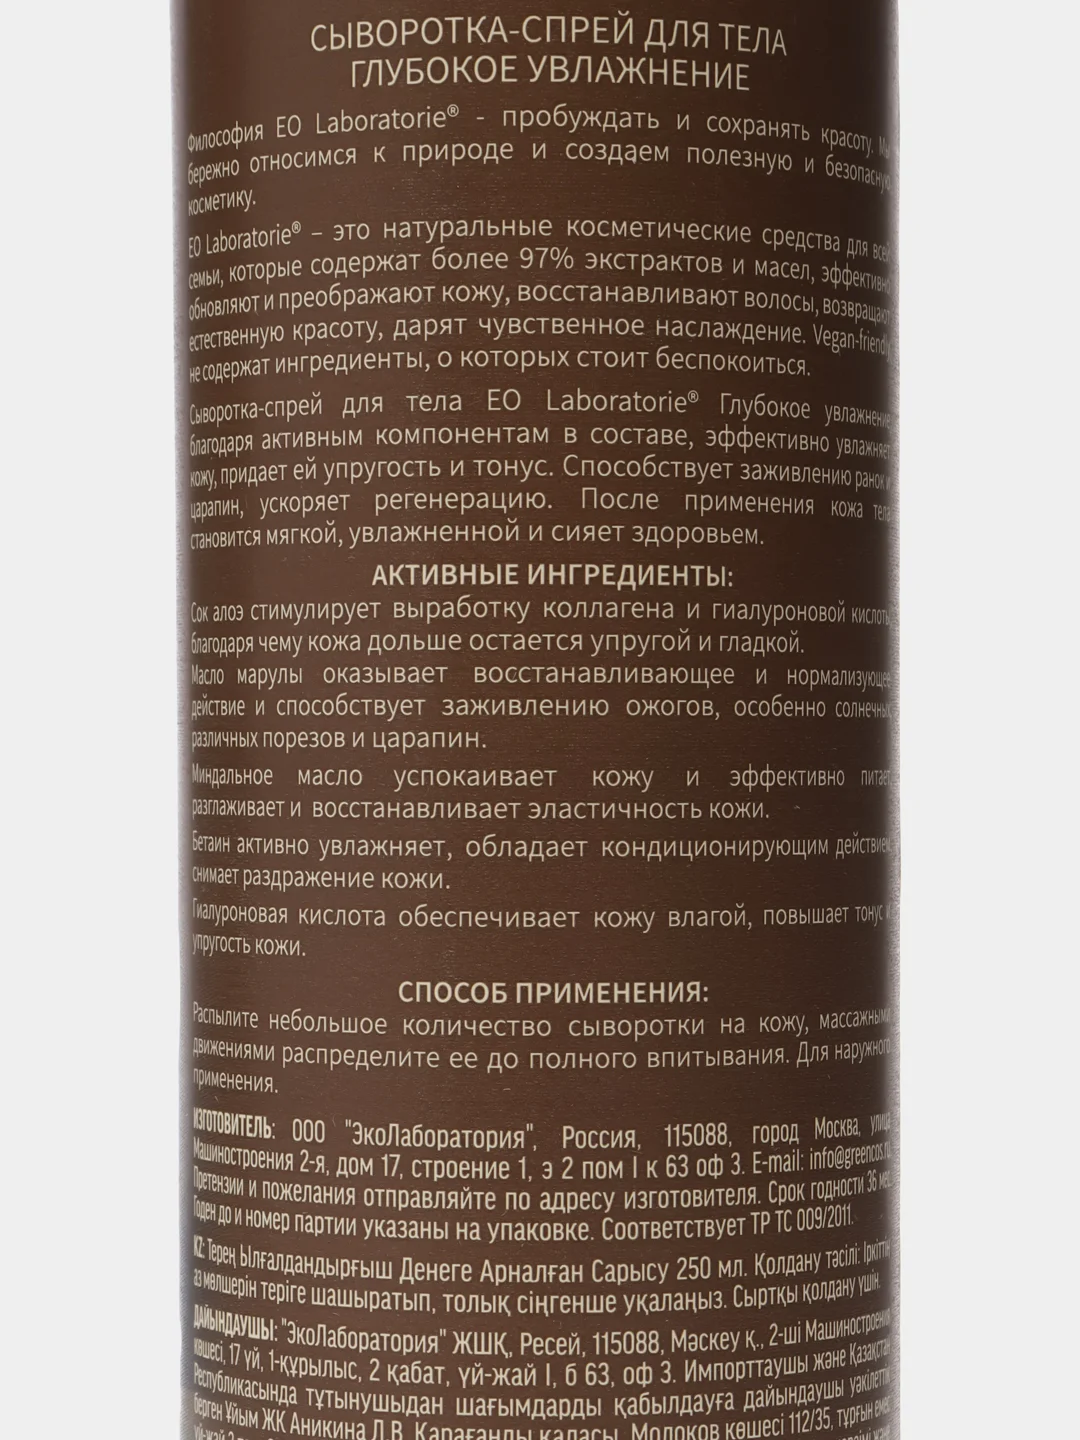 СЫВОРОТКА-СПРЕЙ ДЛЯ ТЕЛА
ГЛУБОКОЕ УВЛАЖНЕНИЕ
Философия EO Laboratorie® - пробуждать и сохранять красоту. Мы
бережно относимся к природе и создаем полезную и безопасную
косметику.
EO Laboratorie® – это натуральные косметические средства для всей
семьи, которые содержат более 97% экстрактов и масел, эффективно
обновляют и преображают кожу, восстанавливают волосы, возвращают
естественную красоту, дарят чувственное наслаждение. Vegan-friendly
не содержат ингредиенты, о которых стоит беспокоиться.
Сыворотка-спрей для тела EO Laboratorie® Глубокое увлажнение
благодаря активным компонентам в составе, эффективно увлажняет
кожу, придает ей упругость и тонус. Способствует заживлению ранок и
царапин, ускоряет регенерацию. После применения кожа тела
становится мягкой, увлажненной и сияет здоровьем.
АКТИВНЫЕ ИНГРЕДИЕНТЫ:
Сок алоэ стимулирует выработку коллагена и гиалуроновой кислоты
благодаря чему кожа дольше остается упругой и гладкой.
Масло марулы оказывает восстанавливающее и нормализующее
действие и способствует заживлению ожогов, особенно солнечных
различных порезов и царапин.
Миндальное масло успокаивает кожу и эффективно питает,
разглаживает и восстанавливает эластичность кожи.
Бетаин активно увлажняет, обладает кондиционирующим действием,
снимает раздражение кожи.
Гиалуроновая кислота обеспечивает кожу влагой, повышает тонус и
упругость кожи.
СПОСОБ ПРИМЕНЕНИЯ:
Распылите небольшое количество сыворотки на кожу, массажными
движениями распределите ее до полного впитывания. Для наружного
применения.
ИЗГОТОВИТЕЛЬ: ООО "ЭкоЛаборатория", Россия, 115088, город Москва, улица
Машиностроения 2-я, дом 17, строение 1, э 2 пом I к 63 оф 3. E-mail: info@greencos.ru.
Претензии и пожелания отправляйте по адресу изготовителя. Срок годности 36 мес.
Годен до и номер партии указаны на упаковке. Соответствует ТР ТС 009/2011.
KZ: Терең Ылғалдандырғыш Денеге Арналған Сарысу 250 мл. Қолдану тәсілі: Іркіттің
аз мөлшерін теріге шашыратып, толық сіңгенше уқалаңыз. Сыртқы қолдану үшін.
ДАЙЫНДАУШЫ: "ЭкоЛаборатория" ЖШҚ, Ресей, 115088, Мәскеу қ., 2-ші Машиностроения
көшесі, 17 үй, 1-құрылыс, 2 қабат, үй-жай I, б 63, оф 3. Импорттаушы және Қазақстан
Республикасында тұтынушыдан шағымдарды қабылдауға дайындаушы уәкілеттік
берген Ұйым ЖК Аникина Л.В. Қарағанды қаласы, Молоков көшесі 112/35, тұрғын емес